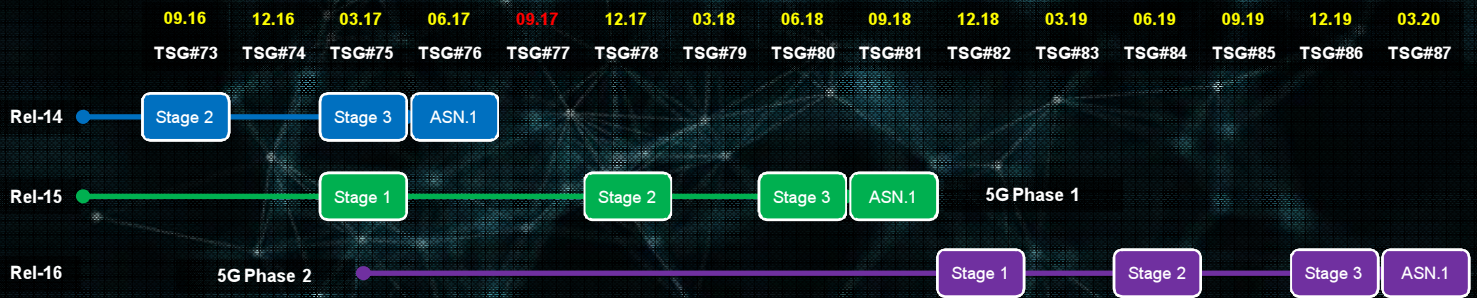 09.16 12.16 03.17 06.17 09.17 12.17 03.18 06.18 09.18 12.18 03.19 06.19 09.19 12.19 03.20
TSG#73 TSG#74 TSG#75 TSG#76 TSG#77 TSG#78 TSG#79 TSG#80 TSG#81 TSG#82 TSG#83 TSG#84 TSG#85 TSG#86 TSG#87
Rel-14 Stage 2 Stage 3 ASN.1
Rel-15 Stage 1 Stage 2 Stage 3 ASN.1 5G Phase 1
Rel-16 5G Phase 2 Stage 1 Stage 2 Stage 3 ASN.1